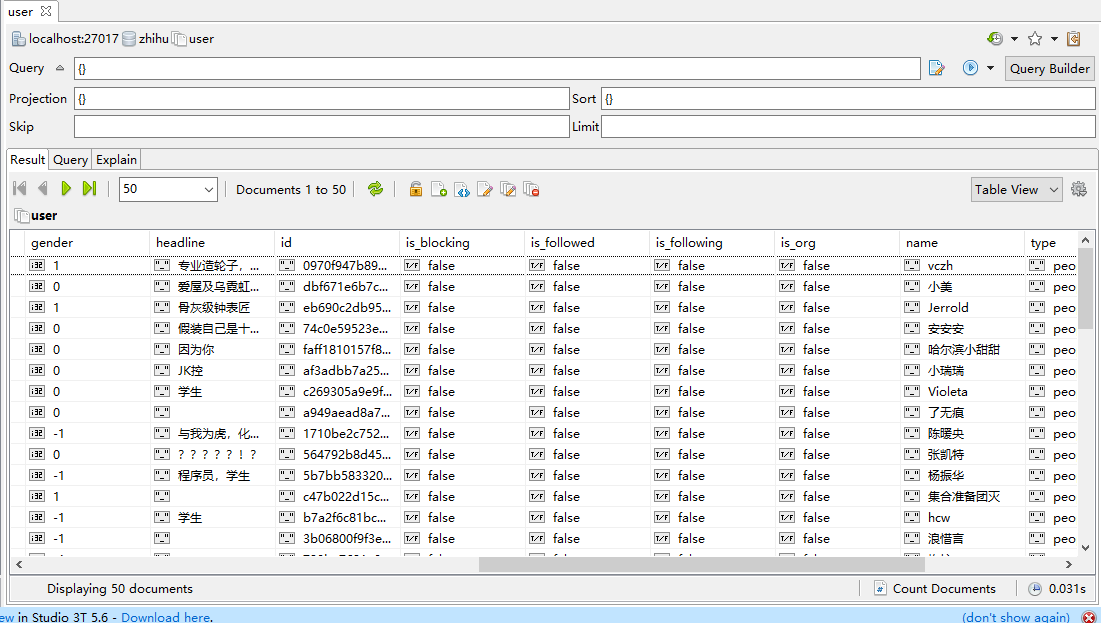 user
localhost:27017 zhihu user
Query {} Query Builder
Projection {} Sort {}
Skip Limit
Result Query Explain
50 Documents 1 to 50 Table View
user
gender headline id is_blocking is_followed is_following is_org name type
1 专业造轮子，... 0970f947b89... false false false false vczh peo
0 爱屋及乌霓虹... dbf671e6b7c... false false false false 小美 peo
1 骨灰级钟表匠 eb690c2db95... false false false false Jerrold peo
0 假装自己是十... 74c0e59523e... false false false false 安安安 peo
0 因为你 faff1810157f8... false false false false 哈尔滨小甜甜 peo
0 JK控 af3adbb7a25... false false false false 小瑞瑞 peo
0 学生 c269305a9e9f... false false false false Violeta peo
0 a949aead8a7... false false false false 了无痕 peo
-1 与我为虎，化... 1710be2c752... false false false false 陈暖央 peo
0 ？？？？？！？ 564792b8d45... false false false false 张凯特 peo
-1 程序员，学生 5b7bb583320... false false false false 杨振华 peo
1 c47b022d15c... false false false false 集合准备团灭 peo
-1 学生 b7a2f6c81bc... false false false false hcw peo
-1 3b06800f9f3e... false false false false 浪惜言 peo
Displaying 50 documents Count Documents 0.031s
ew in Studio 3T 5.6 - Download here. (don't show again)